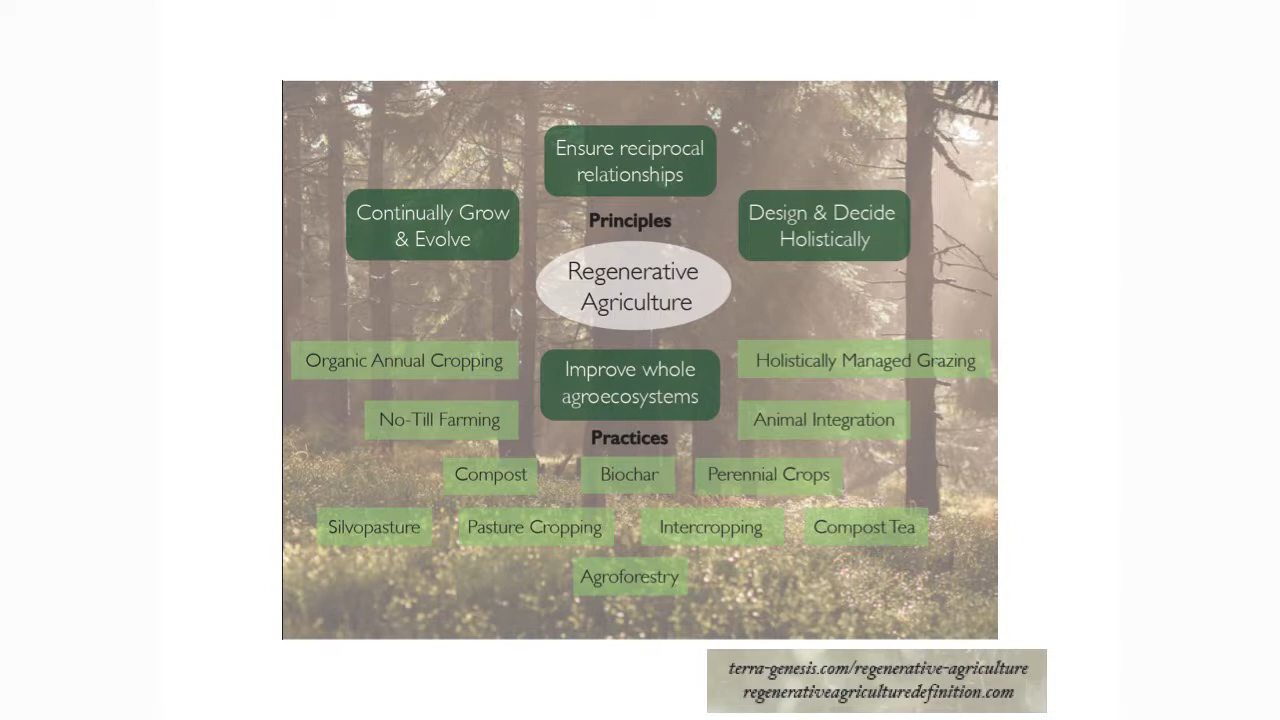 Ensure reciprocal
relationships
Continually Grow
& Evolve
Principles
Design & Decide
Holistically
Regenerative
Agriculture
Organic Annual Cropping
Improve whole
agroecosystems
Holistically Managed Grazing
No-Till Farming
Animal Integration
Practices
Compost
Biochar
Perennial Crops
Silvopasture
Pasture Cropping
Intercropping
Compost Tea
Agroforestry
terra-genesis.com/regenerative-agriculture
regenerativeagriculturedefinition.com